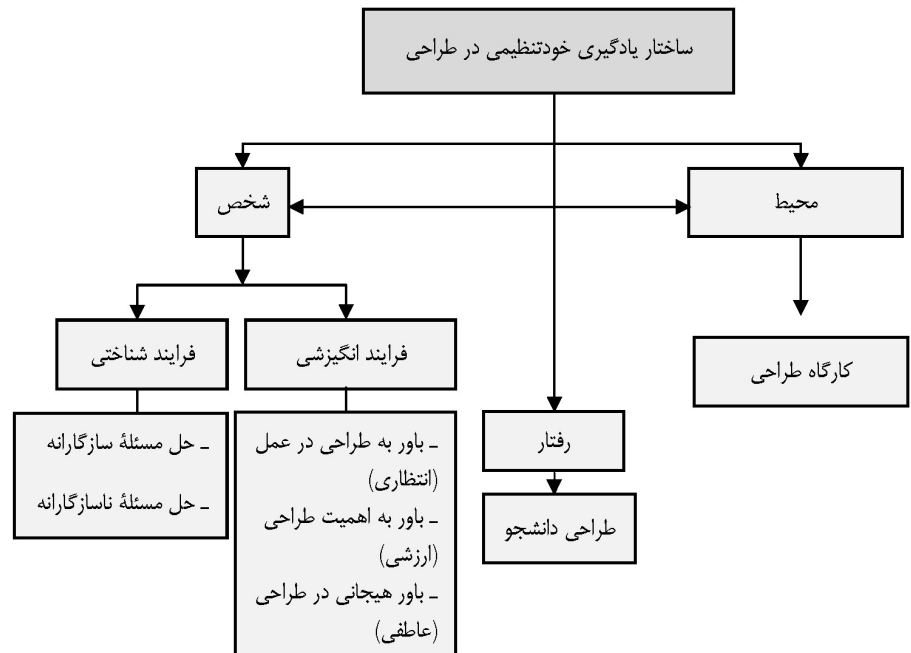 ساختار یادگیری خودتنظیمی در طراحی
محیط
شخص
کارگاه طراحی
فرایند انگیزشی
فرایند شناختی
رفتار
طراحی دانشجو
ـ باور به طراحی در عمل
(انتظاری)
ـ باور به اهمیت طراحی
(ارزشی)
ـ باور هیجانی در طراحی
(عاطفی)
ـ حل مسئلهٔ سازگارانه
ـ حل مسئلهٔ ناسازگارانه